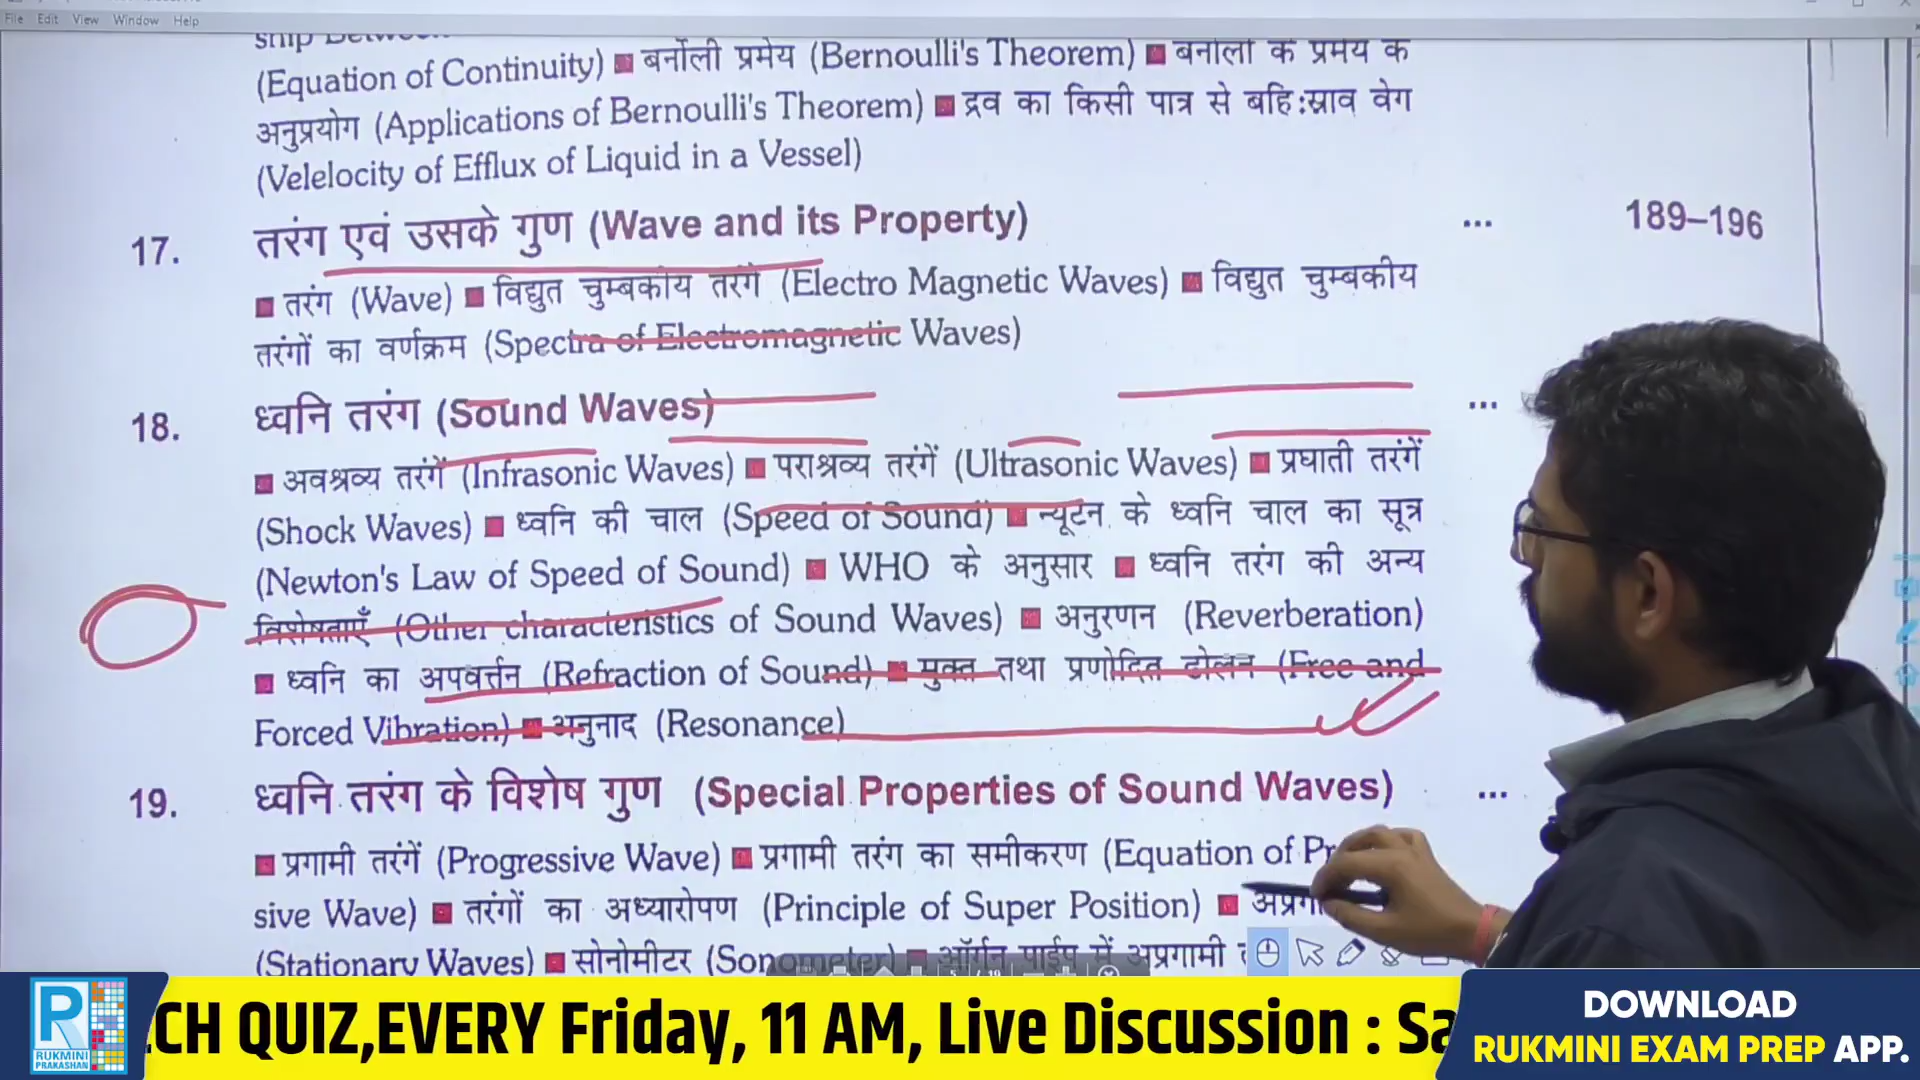 File Edit View Window Help
(Equation of Continuity) ■ बर्नोली प्रमेय (Bernoulli's Theorem) ■ बर्नोली के प्रमेय के
अनुप्रयोग (Applications of Bernoulli's Theorem) ■ द्रव का किसी पात्र से बहि:स्राव वेग
(Velelocity of Efflux of Liquid in a Vessel)
17. तरंग एवं उसके गुण (Wave and its Property) ... 189–196
■ तरंग (Wave) ■ विद्युत चुम्बकीय तरंगें (Electro Magnetic Waves) ■ विद्युत चुम्बकीय
तरंगों का वर्णक्रम (Spectra of Electromagnetic Waves)
18. ध्वनि तरंग (Sound Waves) ...
■ अवश्रव्य तरंगें (Infrasonic Waves) ■ पराश्रव्य तरंगें (Ultrasonic Waves) ■ प्रघाती तरंगें
(Shock Waves) ■ ध्वनि की चाल (Speed of Sound) ■ न्यूटन के ध्वनि चाल का सूत्र
(Newton's Law of Speed of Sound) ■ WHO के अनुसार ■ ध्वनि तरंग की अन्य
विशेषताएँ (Other characteristics of Sound Waves) ■ अनुरणन (Reverberation)
■ ध्वनि का अपवर्त्तन (Refraction of Sound) ■ मुक्त तथा प्रणोदित दोलन (Free and
Forced Vibration) ■ अनुनाद (Resonance)
19. ध्वनि तरंग के विशेष गुण (Special Properties of Sound Waves) ...
■ प्रगामी तरंगें (Progressive Wave) ■ प्रगामी तरंग का समीकरण (Equation of
sive Wave) ■ तरंगों का अध्यारोपण (Principle of Super Position) ■
(Stationary Waves) ■ सोनोमीटर (Sonometer) ■ ऑर्गन पाईप में अप्रगामी
R
RUKMINI
PRAKASHAN
CH QUIZ,EVERY Friday, 11 AM, Live Discussion : Sa
DOWNLOAD
RUKMINI EXAM PREP APP.